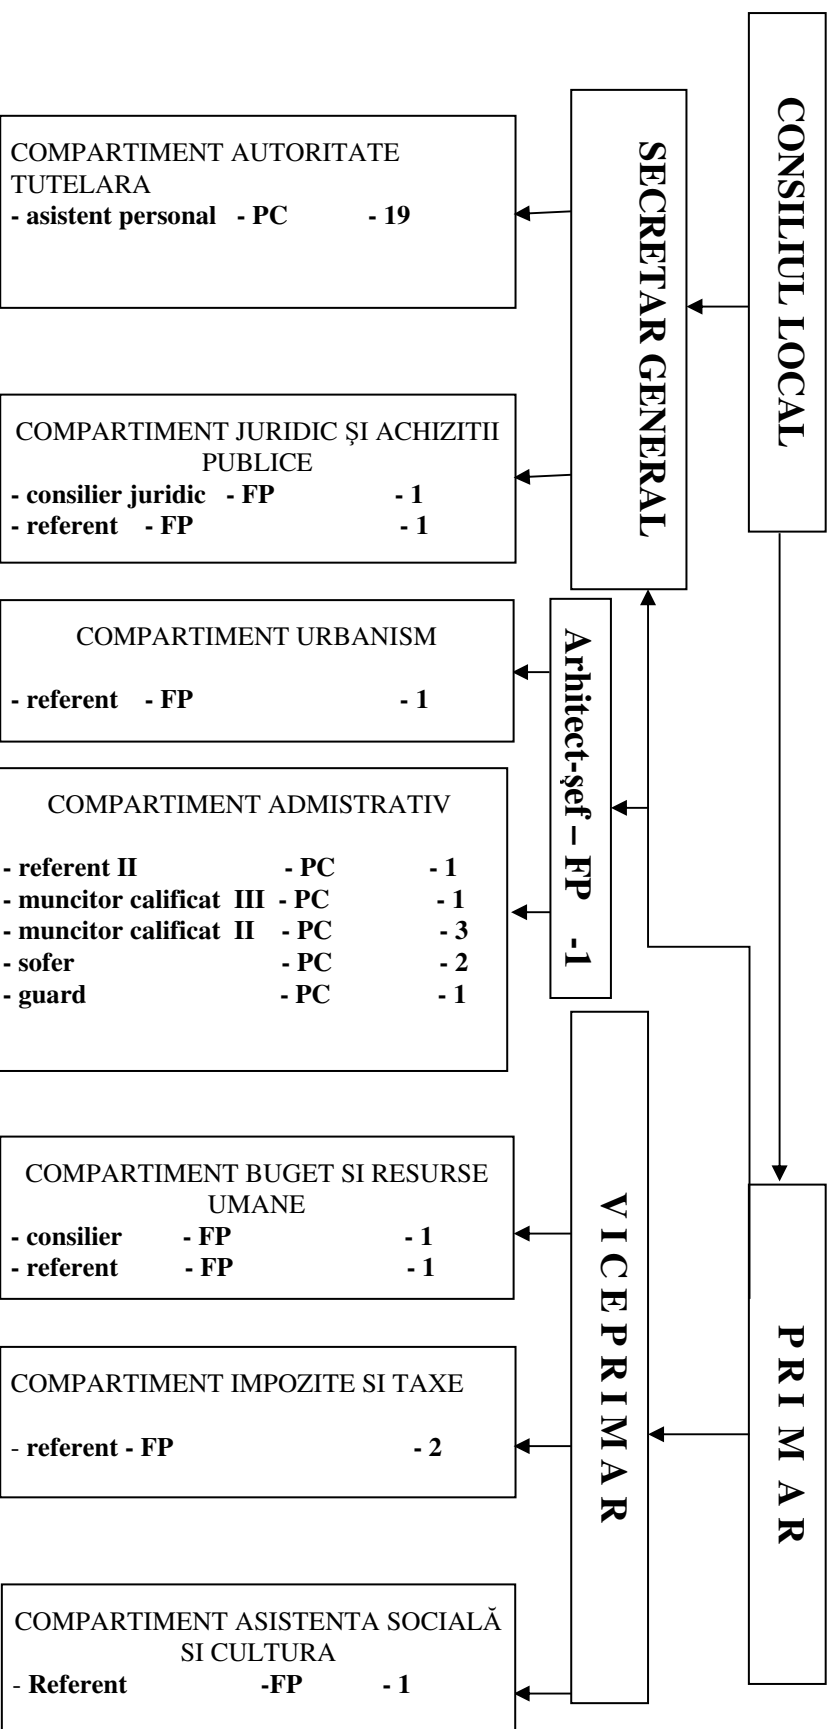 CONSILIUL LOCAL
SECRETAR GENERAL
COMPARTIMENT AUTORITATE
TUTELARA
- asistent personal - PC - 19
COMPARTIMENT JURIDIC ŞI ACHIZITII
PUBLICE
- consilier juridic - FP - 1
- referent - FP - 1
Arhitect-şef – FP -1
COMPARTIMENT URBANISM
- referent - FP - 1
COMPARTIMENT ADMISTRATIV
- referent II - PC - 1
- muncitor calificat III - PC - 1
- muncitor calificat II - PC - 3
- sofer - PC - 2
- guard - PC - 1
PRIMAR
VICEPRIMAR
COMPARTIMENT BUGET SI RESURSE
UMANE
- consilier - FP - 1
- referent - FP - 1
COMPARTIMENT IMPOZITE SI TAXE
- referent - FP - 2
COMPARTIMENT ASISTENTA SOCIALĂ
SI CULTURA
- Referent -FP - 1